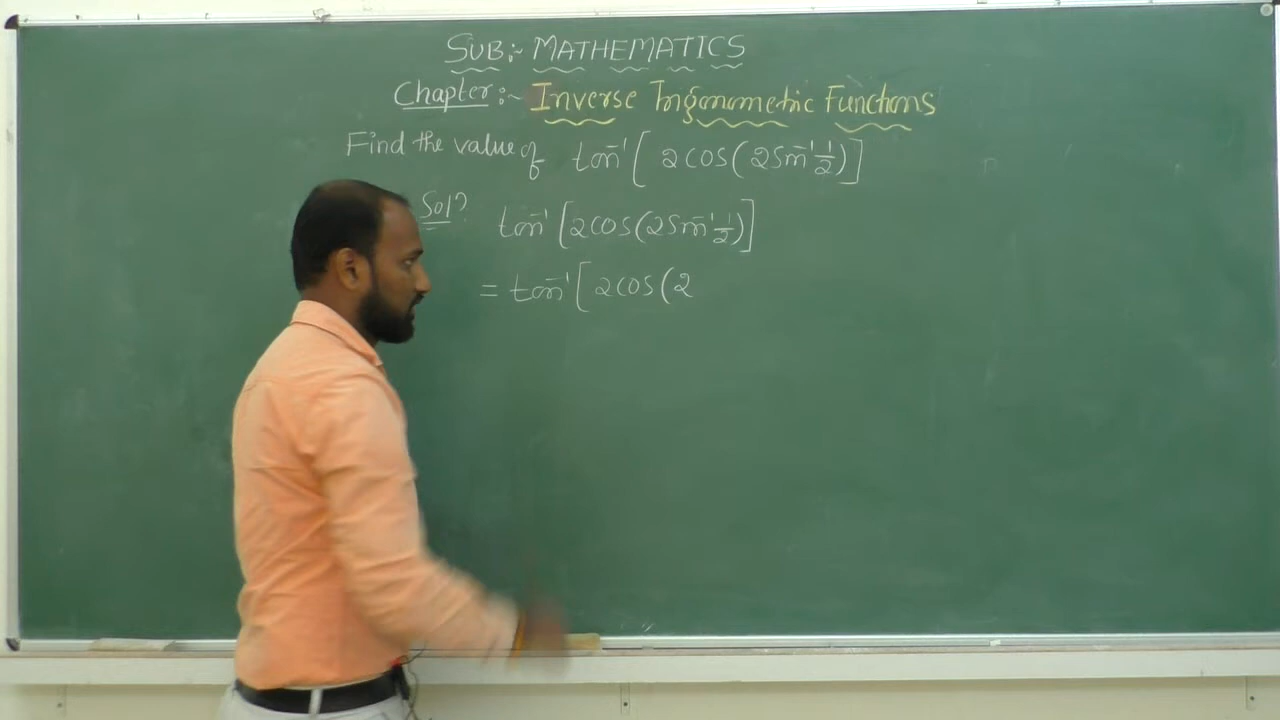 SUB:- MATHEMATICS
Chapter:- Inverse Trigonometric Functions
Find the value of tan⁻¹[2cos(2sin⁻¹ 1/2)]
Solⁿ tan⁻¹[2cos(2sin⁻¹ 1/2)]
= tan⁻¹[2cos(2